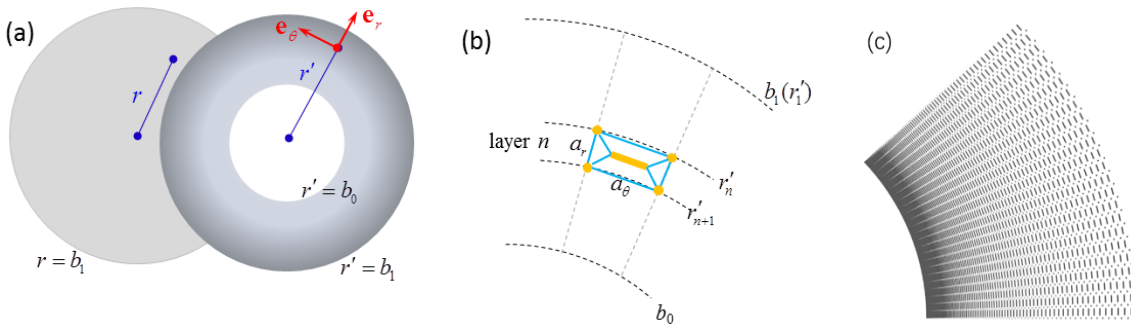 (a)
e_θ
e_r
r
r'
r' = b_0
r = b_1
r' = b_1
(b)
b_1(r'_1)
layer n
a_r
a_θ
r'_n
r'_{n+1}
b_0
(c)